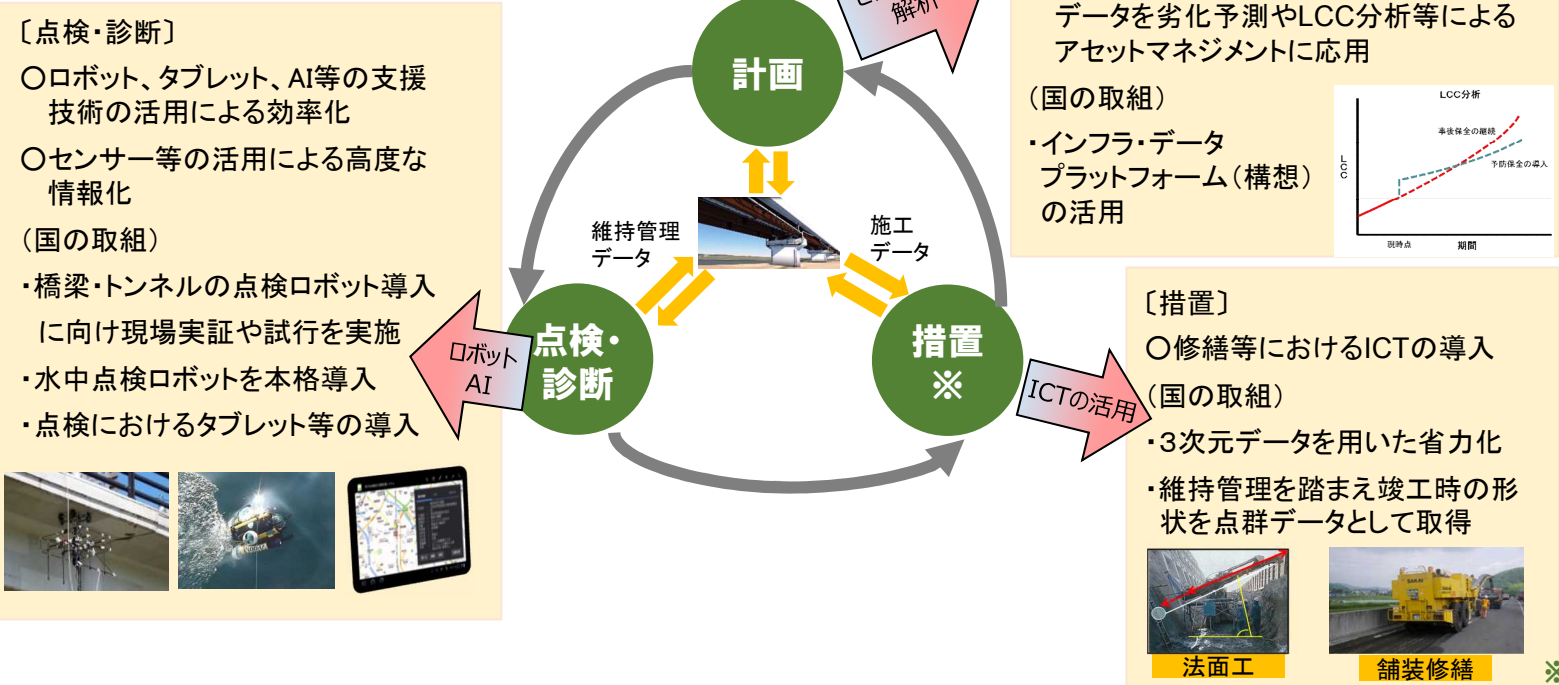 〔点検・診断〕
〇ロボット、タブレット、AI等の支援
技術の活用による効率化
〇センサー等の活用による高度な
情報化
（国の取組）
・橋梁・トンネルの点検ロボット導入
に向け現場実証や試行を実施
・水中点検ロボットを本格導入
・点検におけるタブレット等の導入
計画
解析
維持管理
データ
施工
データ
点検・
診断
措置
※
ロボット
AI
ICTの活用
データを劣化予測やLCC分析等による
アセットマネジメントに応用
（国の取組）
・インフラ・データ
プラットフォーム（構想）
の活用
LCC分析
事後保全の継続
予防保全の導入
LCC
現時点
期間
〔措置〕
〇修繕等におけるICTの導入
（国の取組）
・３次元データを用いた省力化
・維持管理を踏まえ竣工時の形
状を点群データとして取得
SAKAI
法面工
舗装修繕
※